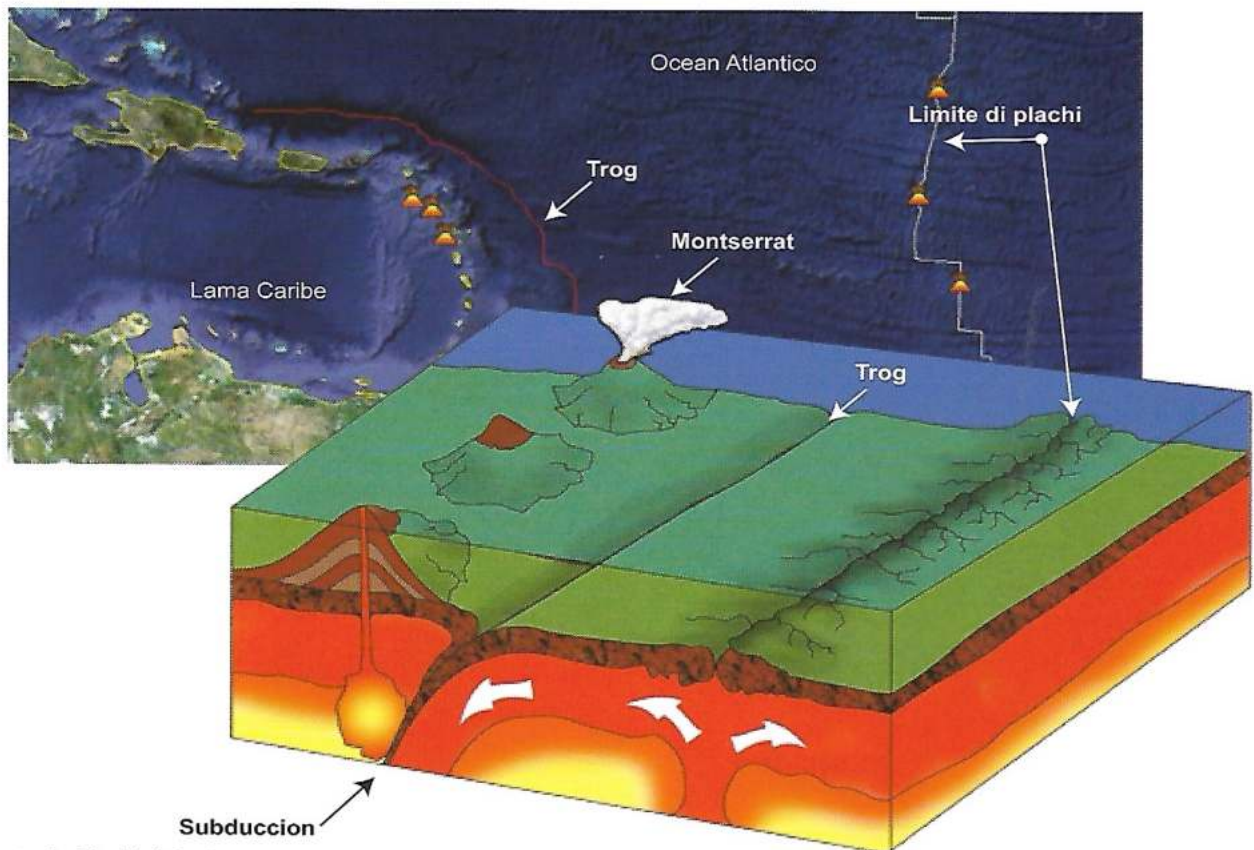 Ocean Atlantico
Limite di plachi
Trog
Montserrat
Lama Caribe
Trog
Subduccion